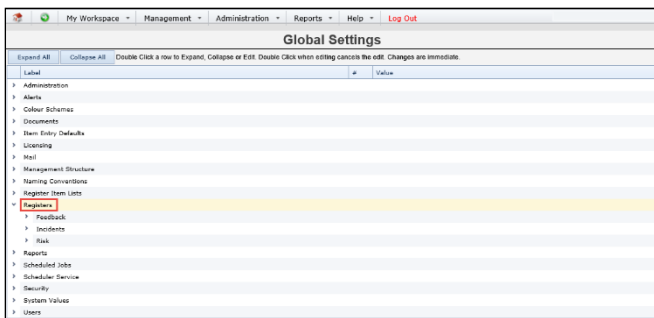 My Workspace Management Administration Reports Help Log Out
Global Settings
Expand All Collapse All Double Click a row to Expand, Collapse or Edit. Double Click when editing cancels the edit. Changes are immediate.
Label # Value
Administration
Alerts
Colour Schemes
Documents
Item Entry Defaults
Licensing
Mail
Management Structure
Naming Conventions
Register Item Lists
Registers
Feedback
Incidents
Risk
Reports
Scheduled Jobs
Scheduler Service
Security
System Values
Users